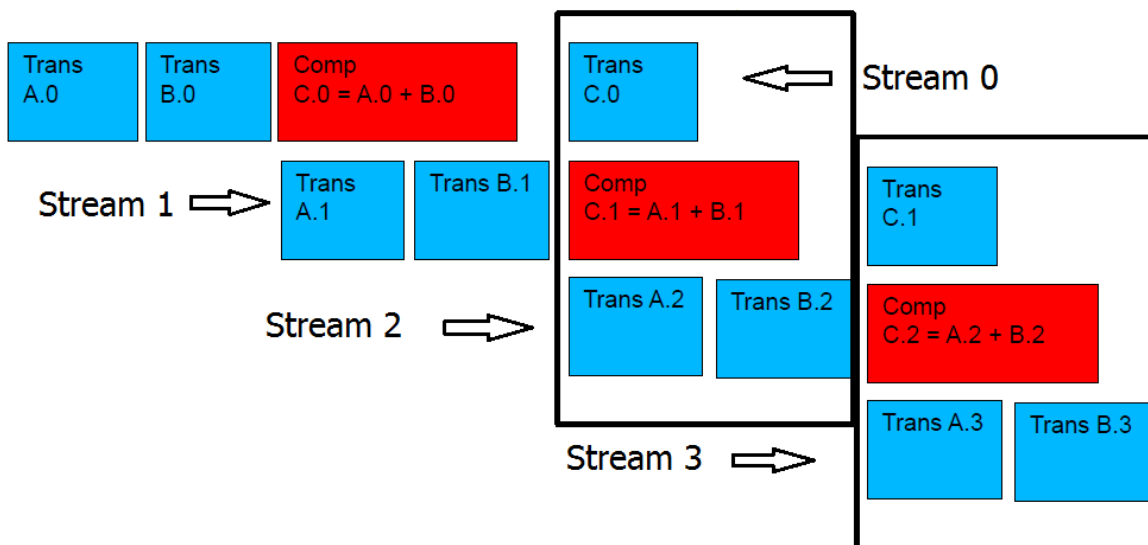 Trans
A.0
Trans
B.0
Comp
C.0 = A.0 + B.0
Trans
C.0
Stream 0
Stream 1
Trans
A.1
Trans B.1
Comp
C.1 = A.1 + B.1
Trans
C.1
Stream 2
Trans A.2
Trans B.2
Comp
C.2 = A.2 + B.2
Stream 3
Trans A.3
Trans B.3